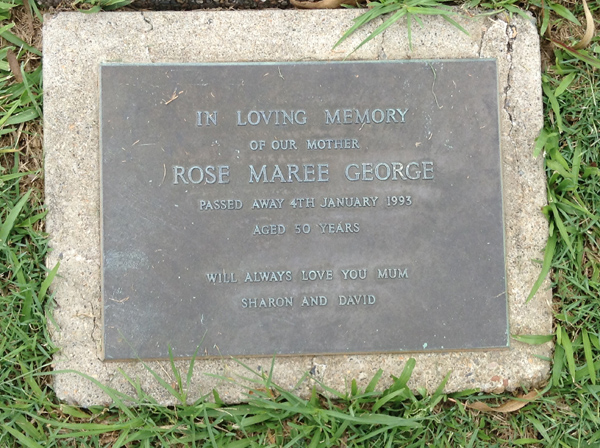 IN LOVING MEMORY
OF OUR MOTHER
ROSE MAREE GEORGE
PASSED AWAY 4TH JANUARY 1993
AGED 50 YEARS
WILL ALWAYS LOVE YOU MUM
SHARON AND DAVID